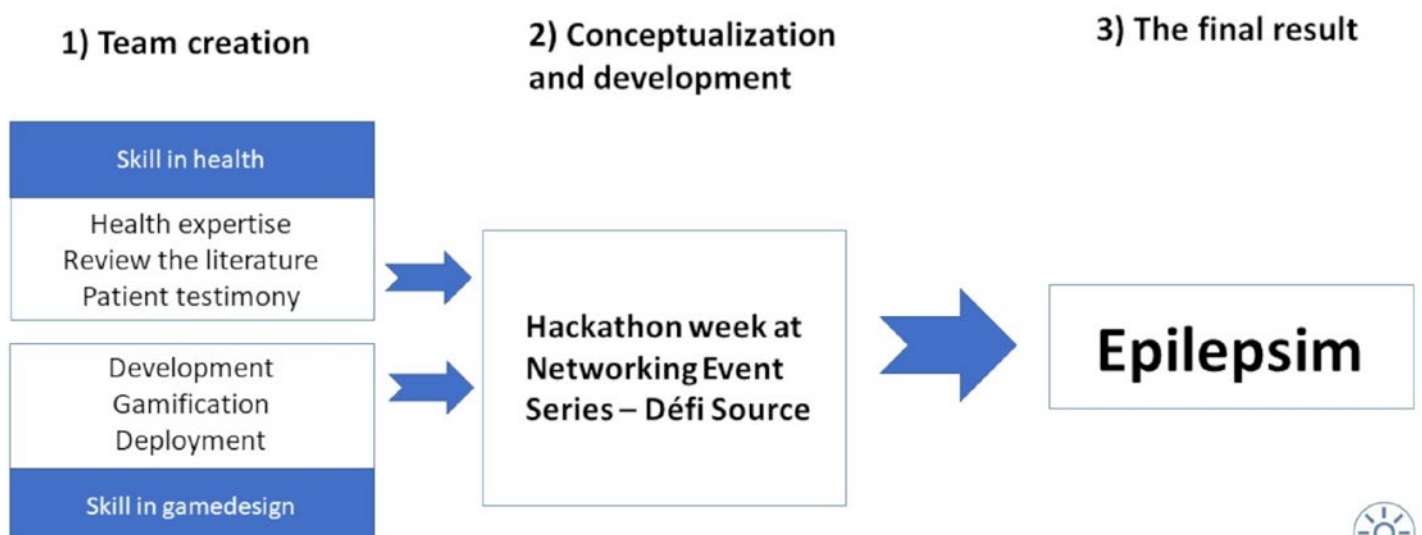 1) Team creation
Skill in health
Health expertise
Review the literature
Patient testimony
Development
Gamification
Deployment
Skill in gamedesign
2) Conceptualization
and development
Hackathon week at
Networking Event
Series – Défi Source
3) The final result
Epilepsim